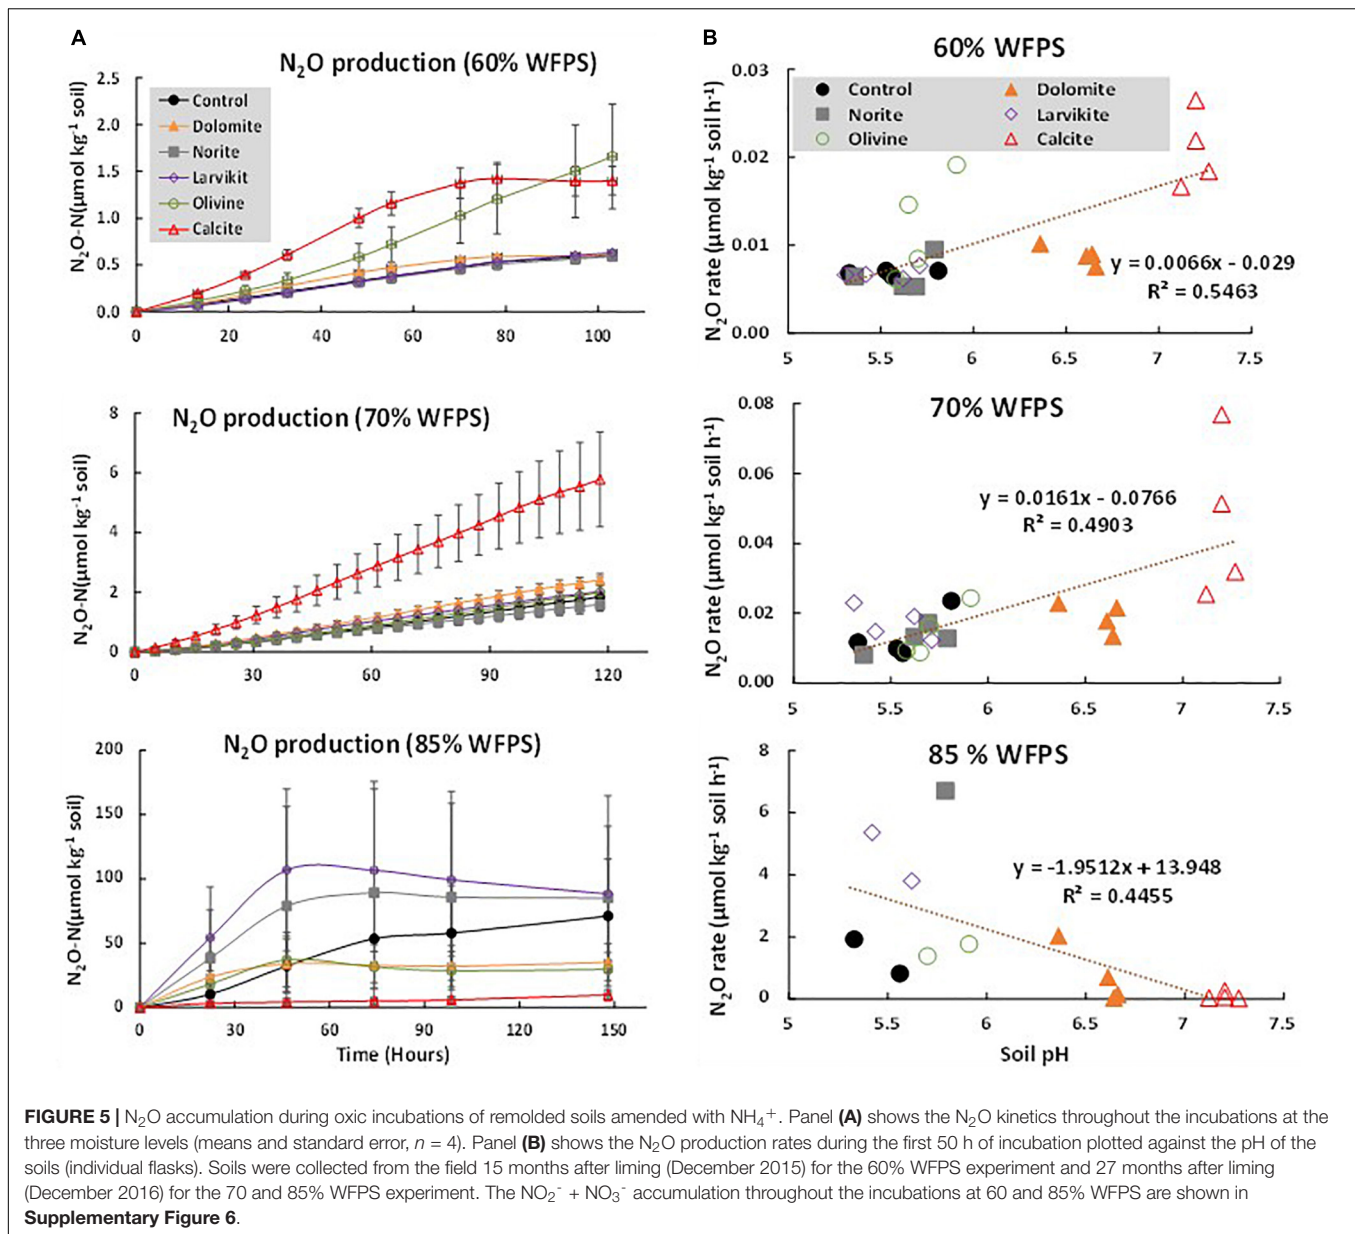 A
N₂O production (60% WFPS)
N₂O-N(µmol kg⁻¹ soil)
2.5
2.0
1.5
1.0
0.5
0.0
Control
Dolomite
Norite
Larvikit
Olivine
Calcite
0 20 40 60 80 100
N₂O production (70% WFPS)
N₂O-N(µmol kg⁻¹ soil)
8
6
4
2
0
0 30 60 90 120
N₂O production (85% WFPS)
N₂O-N(µmol kg⁻¹ soil)
200
150
100
50
0
0 30 60 90 120 150
Time (Hours)
B
60% WFPS
N₂O rate (µmol kg⁻¹ soil h⁻¹)
0.03
0.02
0.01
0.00
Control Dolomite
Norite Larvikite
Olivine Calcite
y = 0.0066x - 0.029
R² = 0.5463
5 5.5 6 6.5 7 7.5
70% WFPS
N₂O rate (µmol kg⁻¹ soil h⁻¹)
0.08
0.06
0.04
0.02
0.00
y = 0.0161x - 0.0766
R² = 0.4903
5 5.5 6 6.5 7 7.5
85 % WFPS
N₂O rate (µmol kg⁻¹ soil h⁻¹)
8
6
4
2
0
y = -1.9512x + 13.948
R² = 0.4455
5 5.5 6 6.5 7 7.5
Soil pH
FIGURE 5 | N₂O accumulation during oxic incubations of remolded soils amended with NH₄⁺. Panel (A) shows the N₂O kinetics throughout the incubations at the
three moisture levels (means and standard error, n = 4). Panel (B) shows the N₂O production rates during the first 50 h of incubation plotted against the pH of the
soils (individual flasks). Soils were collected from the field 15 months after liming (December 2015) for the 60% WFPS experiment and 27 months after liming
(December 2016) for the 70 and 85% WFPS experiment. The NO₂⁻ + NO₃⁻ accumulation throughout the incubations at 60 and 85% WFPS are shown in
Supplementary Figure 6.